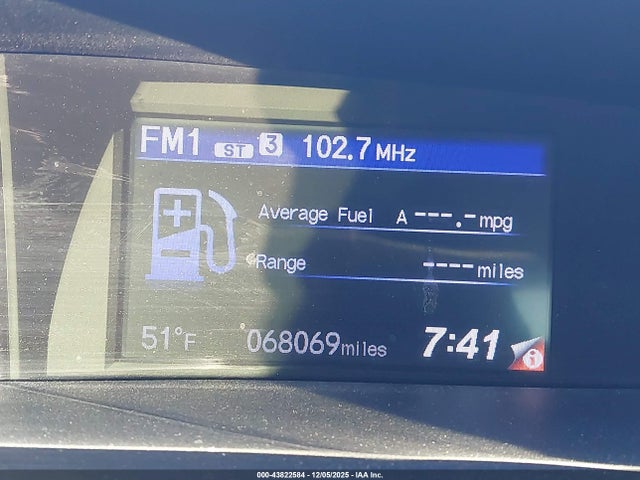 FM1 ST 3 102.7 MHz
Average Fuel A ---.- mpg
Range ---- miles
51°F 068069 miles 7:41 i
000-43822584 - 12/05/2025 - IAA Inc.